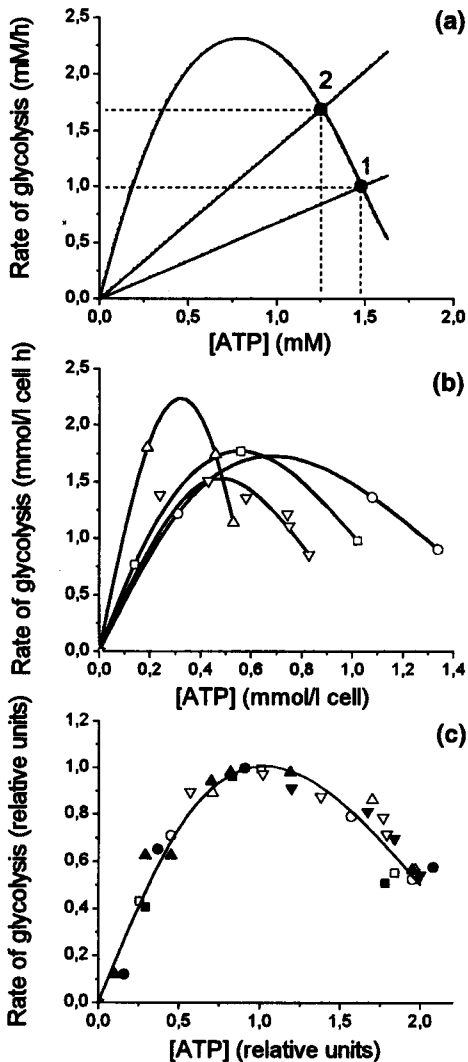 (a)
Rate of glycolysis (mM/h)
2,5
2,0
1,5
1,0
0,5
0,0
2
1
0,0 0,5 1,0 1,5 2,0
[ATP] (mM)
(b)
Rate of glycolysis (mmol/l cell h)
2,5
2,0
1,5
1,0
0,5
0,0
0,0 0,2 0,4 0,6 0,8 1,0 1,2 1,4
[ATP] (mmol/l cell)
(c)
Rate of glycolysis (relative units)
1,2
1,0
0,8
0,6
0,4
0,2
0,0
0,0 0,5 1,0 1,5 2,0
[ATP] (relative units)